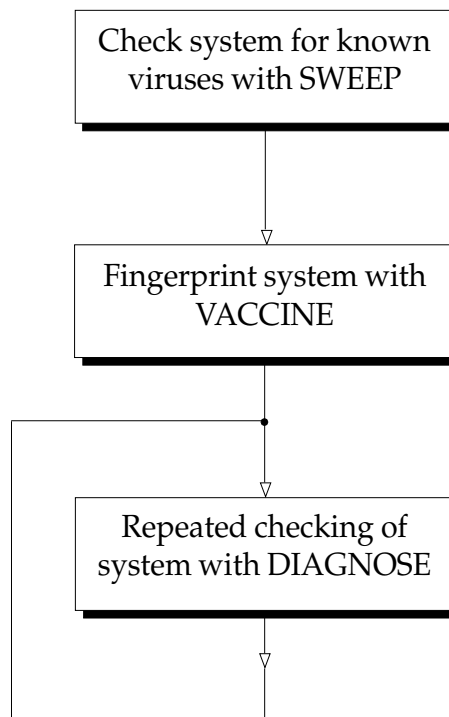 Check system for known
viruses with SWEEP
Fingerprint system with
VACCINE
Repeated checking of
system with DIAGNOSE